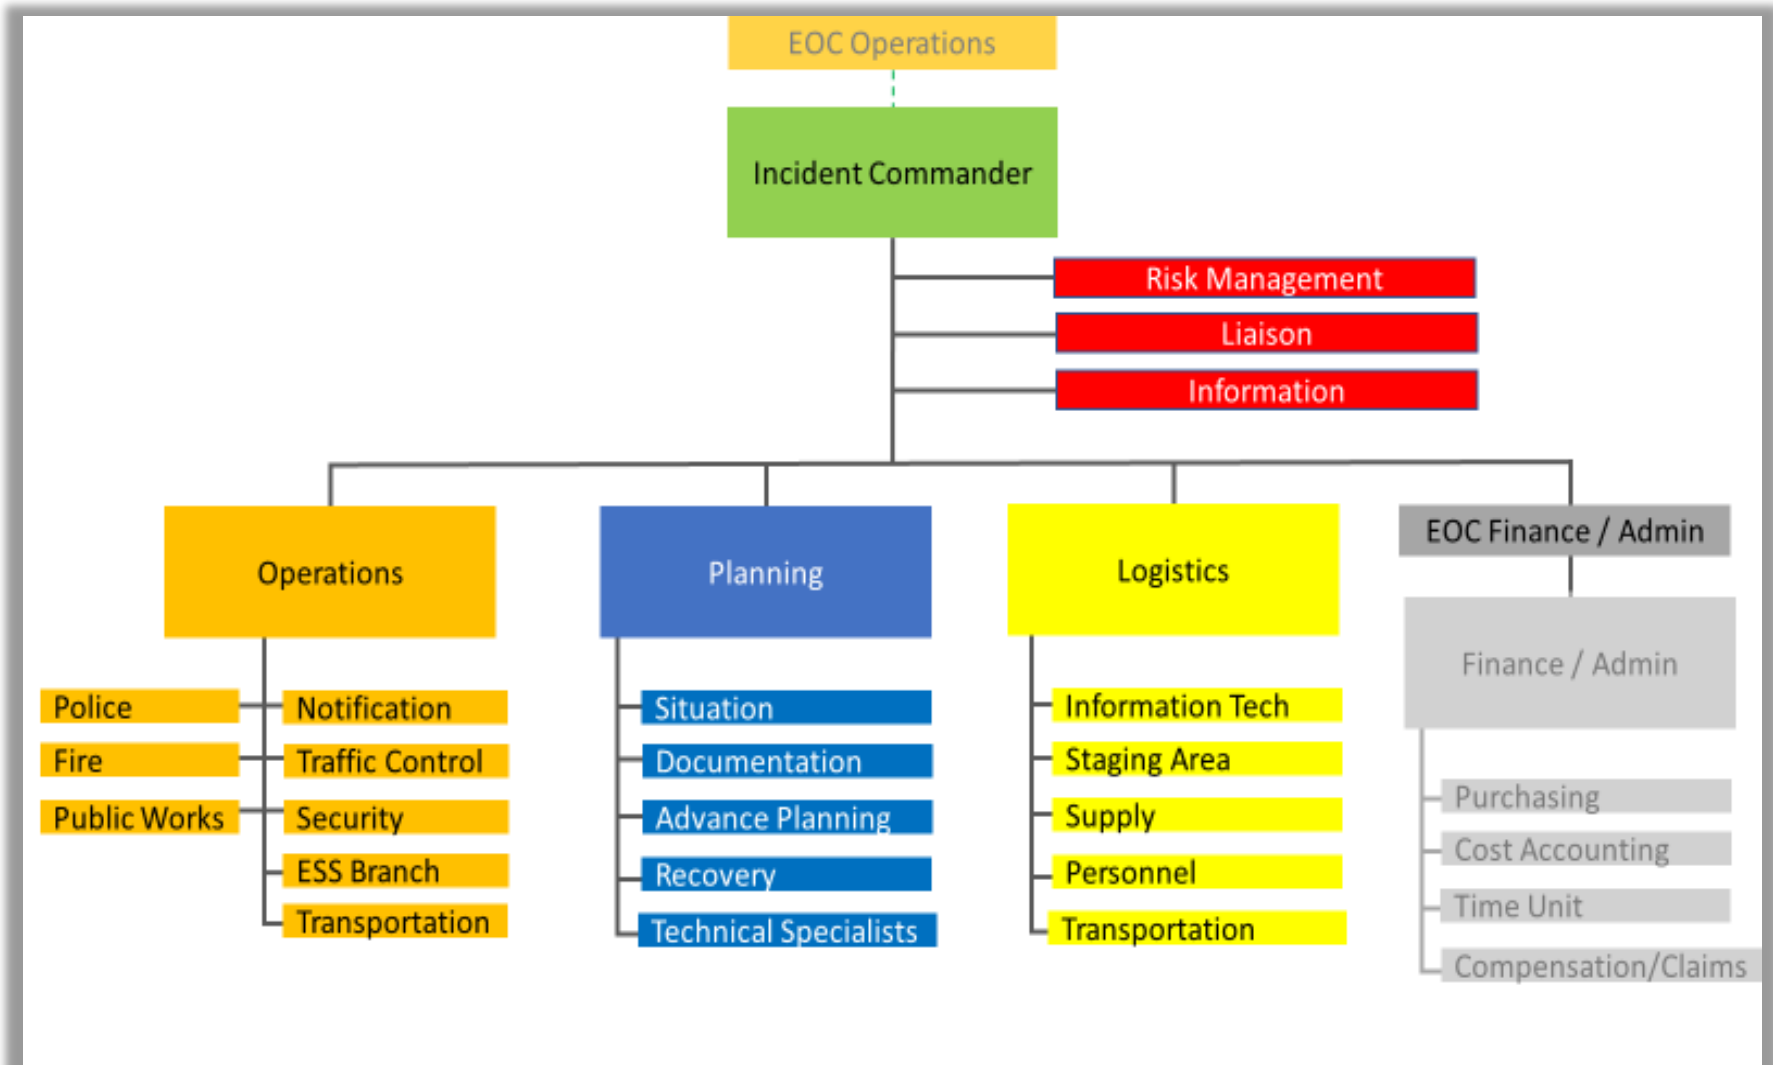 EOC Operations
Incident Commander
Risk Management
Liaison
Information
Operations
Police
Fire
Public Works
Notification
Traffic Control
Security
ESS Branch
Transportation
Planning
Situation
Documentation
Advance Planning
Recovery
Technical Specialists
Logistics
Information Tech
Staging Area
Supply
Personnel
Transportation
EOC Finance / Admin
Finance / Admin
Purchasing
Cost Accounting
Time Unit
Compensation/Claims